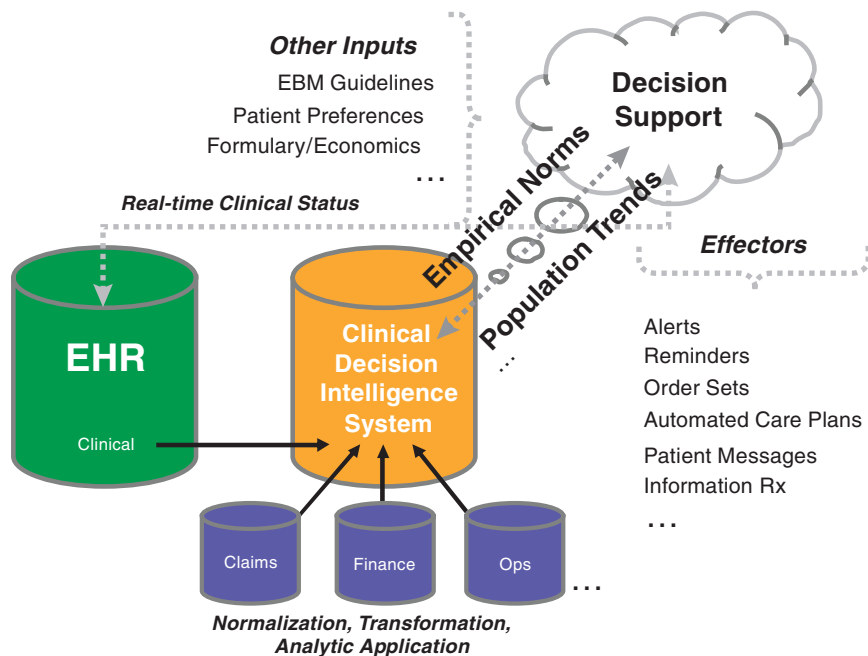 Other Inputs
EBM Guidelines
Patient Preferences
Formulary/Economics
...
Real-time Clinical Status
Decision
Support
Empirical Norms
Population Trends
...
Effectors
Alerts
Reminders
Order Sets
Automated Care Plans
Patient Messages
Information Rx
...
EHR
Clinical
Clinical
Decision
Intelligence
System
Claims
Finance
Ops
...
Normalization, Transformation,
Analytic Application